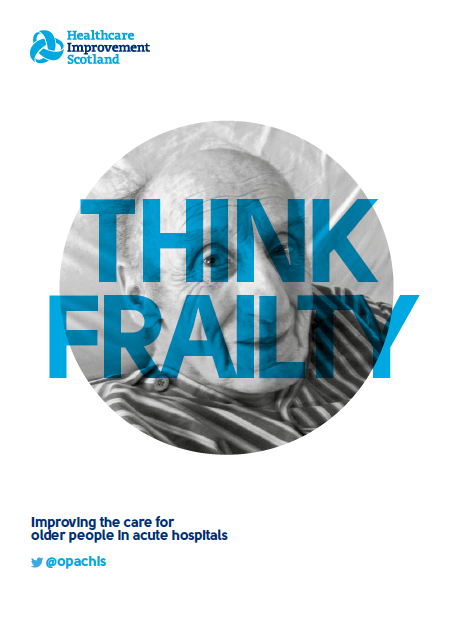 Healthcare
Improvement
Scotland
THINK
FRAILTY
Improving the care for
older people in acute hospitals
@opachis